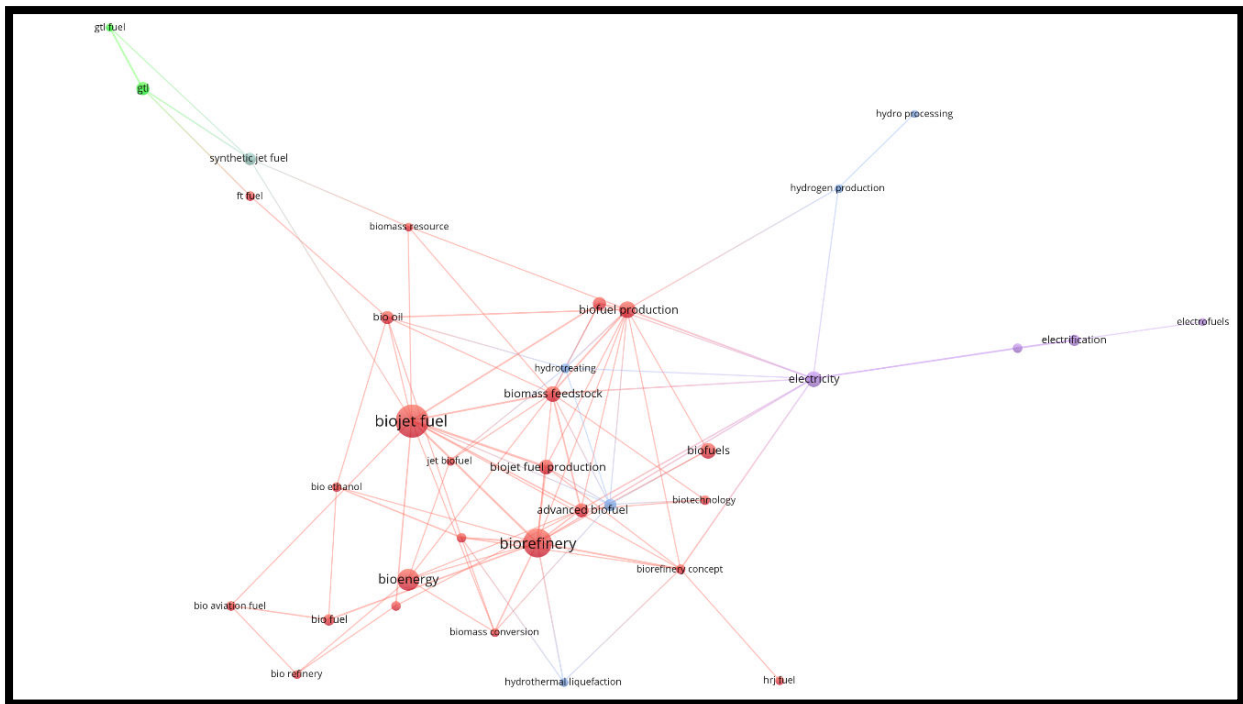 gtl fuel
gtl
hydro processing
synthetic jet fuel
hydrogen production
ft fuel
biomass resource
biofuel production
bio oil
electrofuels
electrification
hydrotreating
electricity
biomass feedstock
biojet fuel
biofuels
jet biofuel
biojet fuel production
bio ethanol
biotechnology
advanced biofuel
biorefinery
biorefinery concept
bioenergy
bio aviation fuel
bio fuel
biomass conversion
bio refinery
hydrothermal liquefaction
hrj fuel